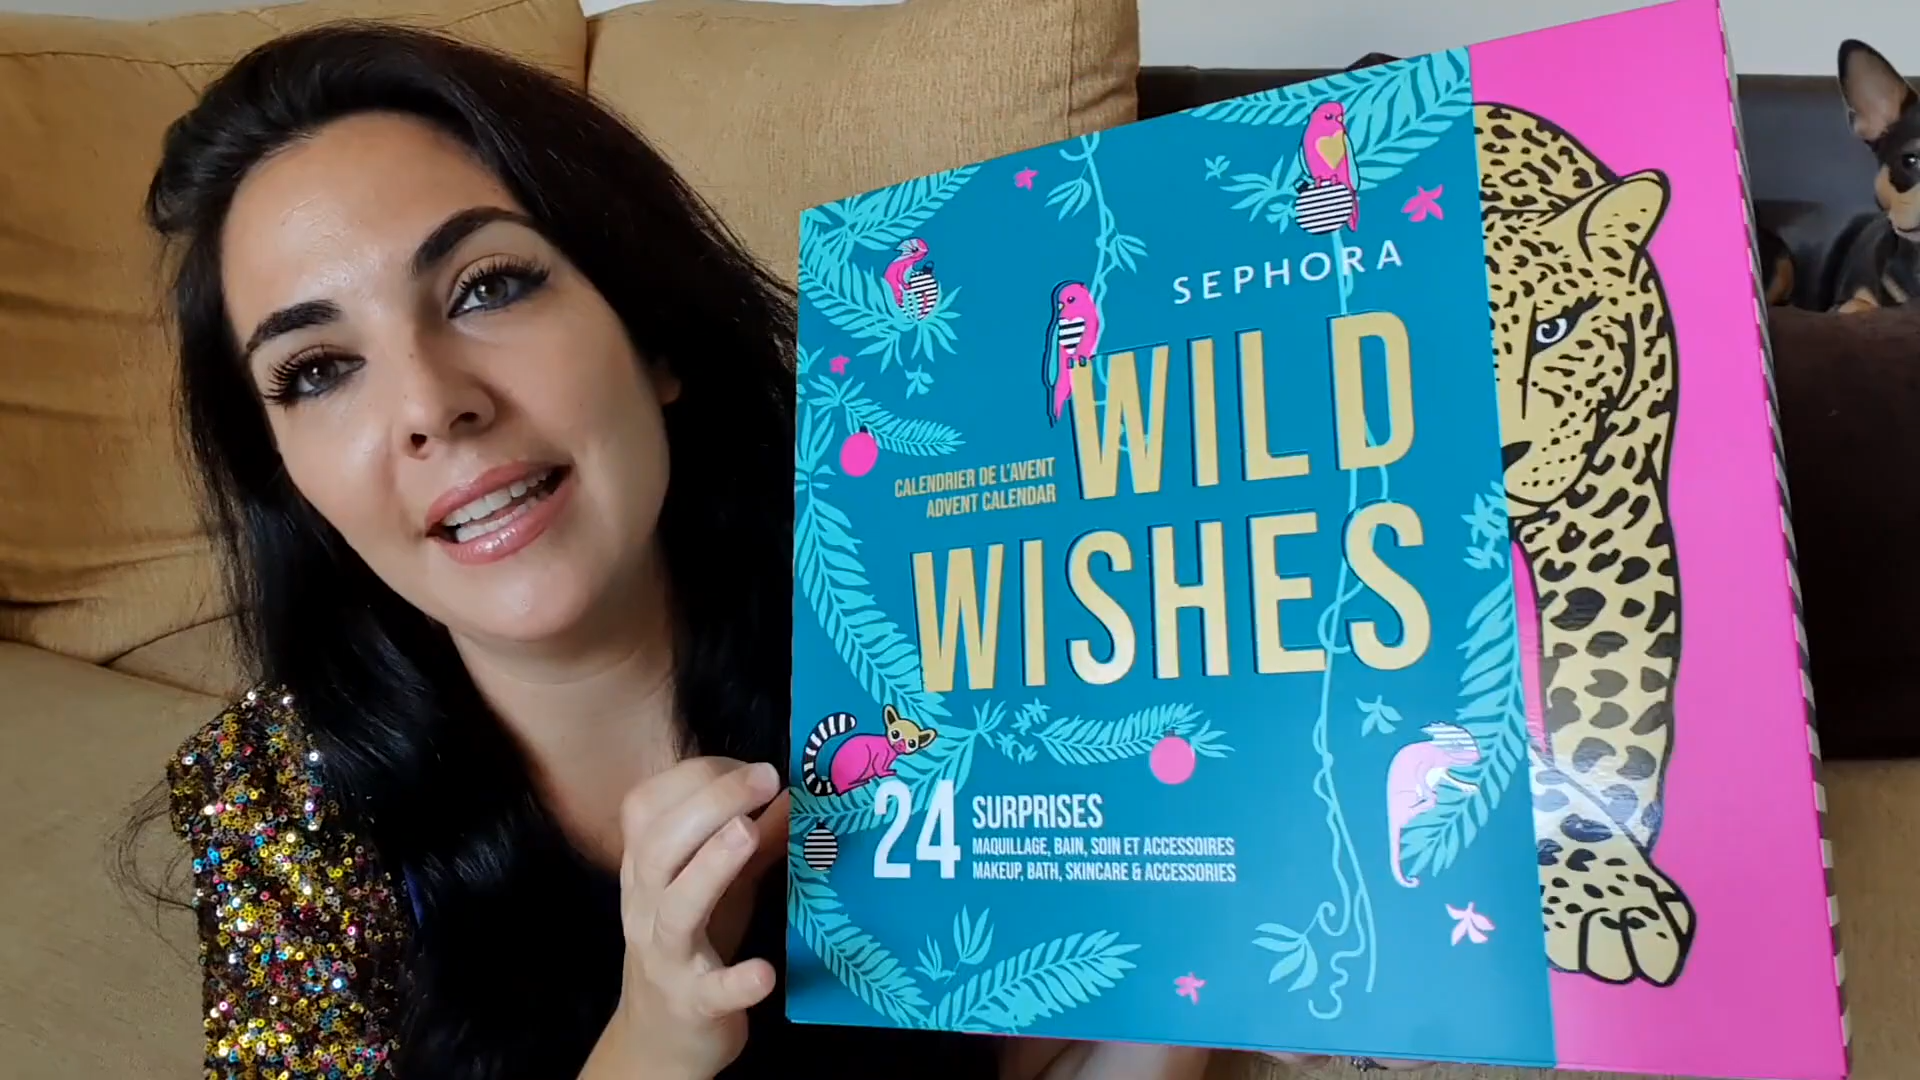 SEPHORA
WILD
CALENDRIER DE L'AVENT
ADVENT CALENDAR
WISHES
24 SURPRISES
MAQUILLAGE, BAIN, SOIN ET ACCESSOIRES
MAKEUP, BATH, SKINCARE & ACCESSORIES